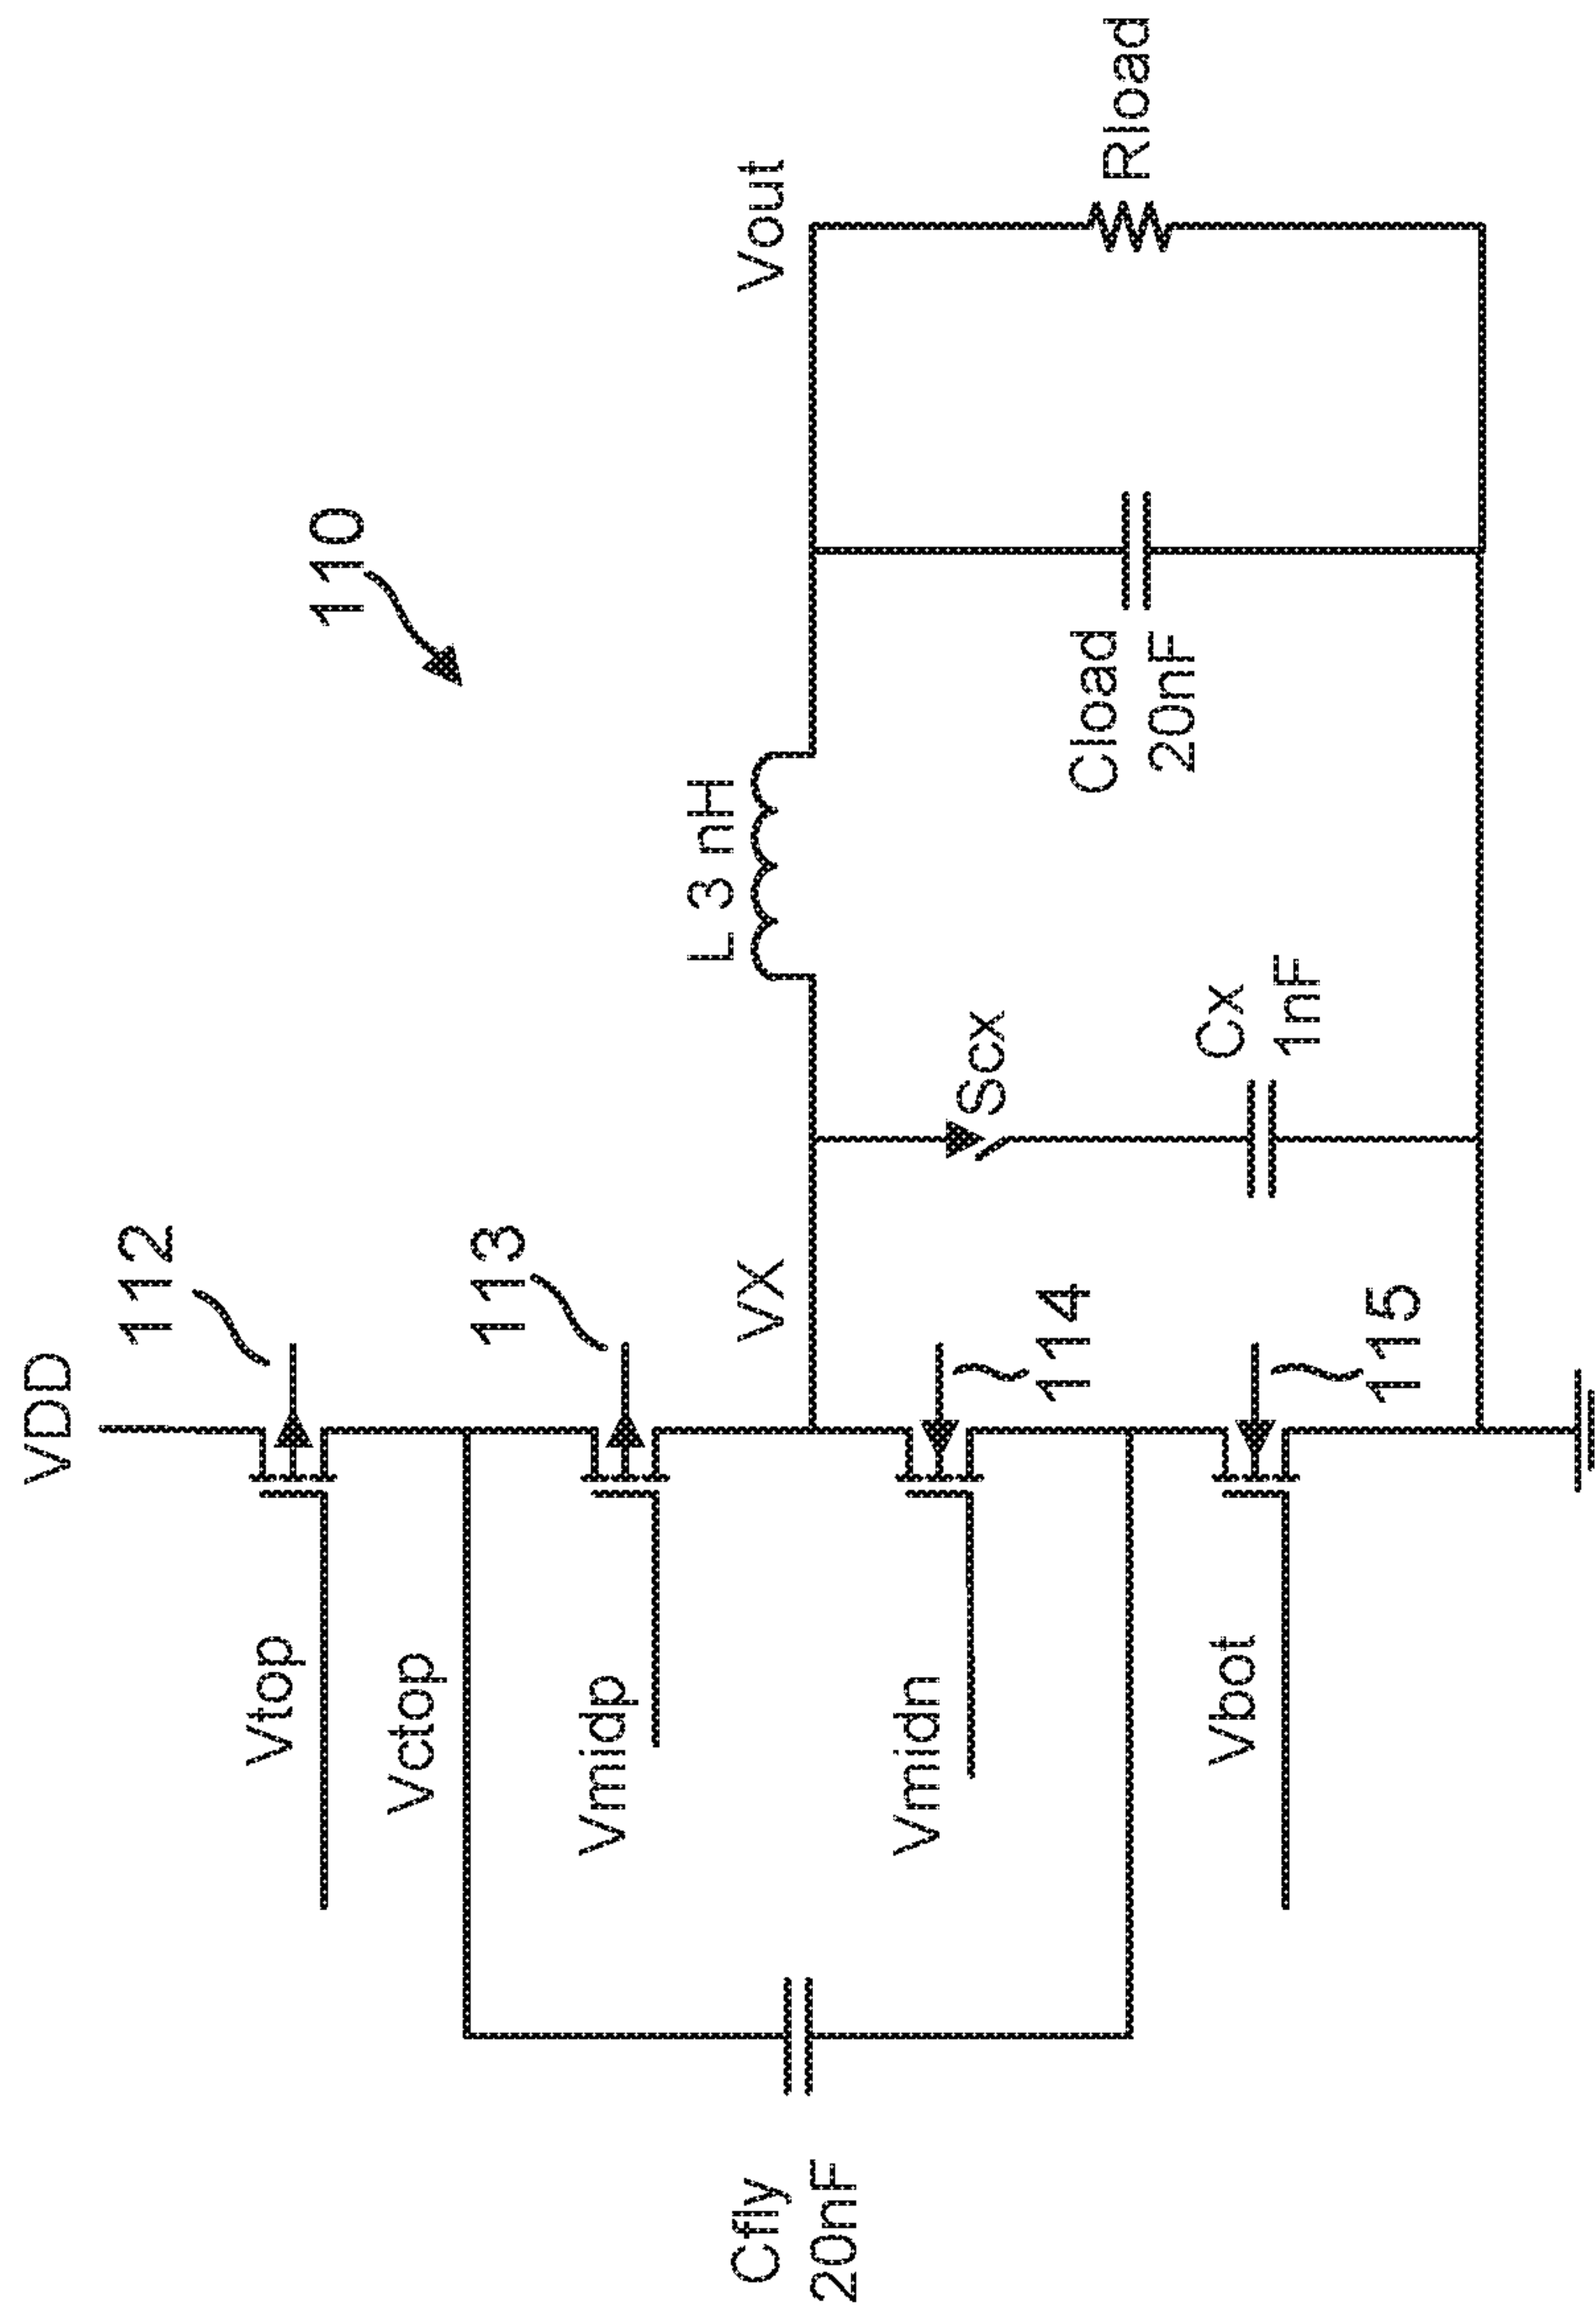 110
VDD
112
Vtop
Vctop
113
Vmidp
VX
L 3 nH
Vout
Cfly
20nF
Vmidn
114
Scx
Vbot
115
Cx
1nF
Cload
20nF
Rload